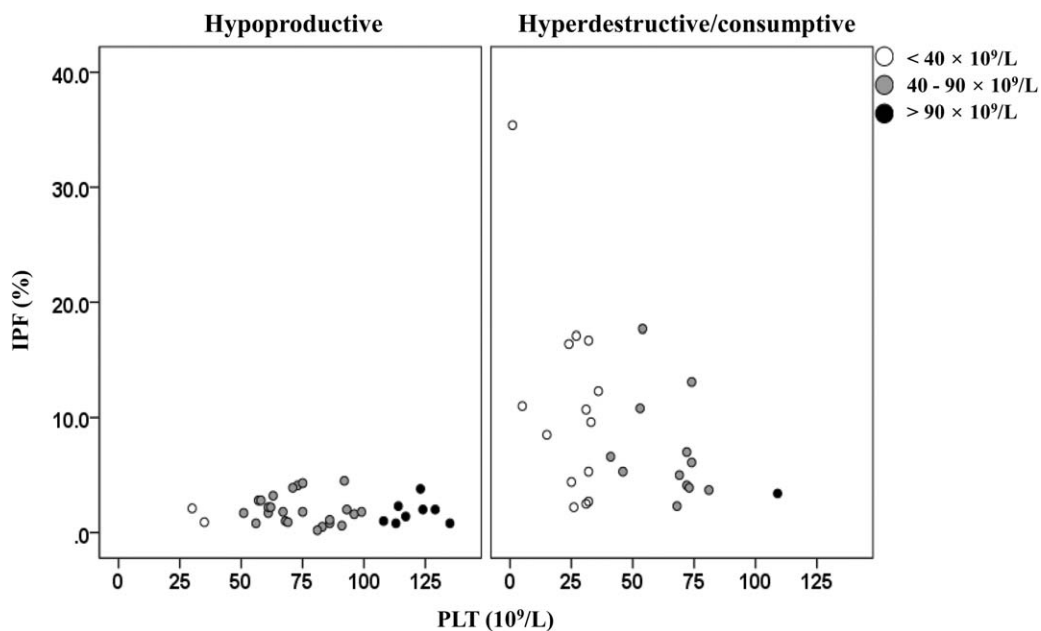 Hypoproductive
Hyperdestructive/consumptive
< 40 × 10⁹/L
40 - 90 × 10⁹/L
> 90 × 10⁹/L
40.0
30.0
20.0
10.0
.0
IPF (%)
0 25 50 75 100 125
0 25 50 75 100 125
PLT (10⁹/L)